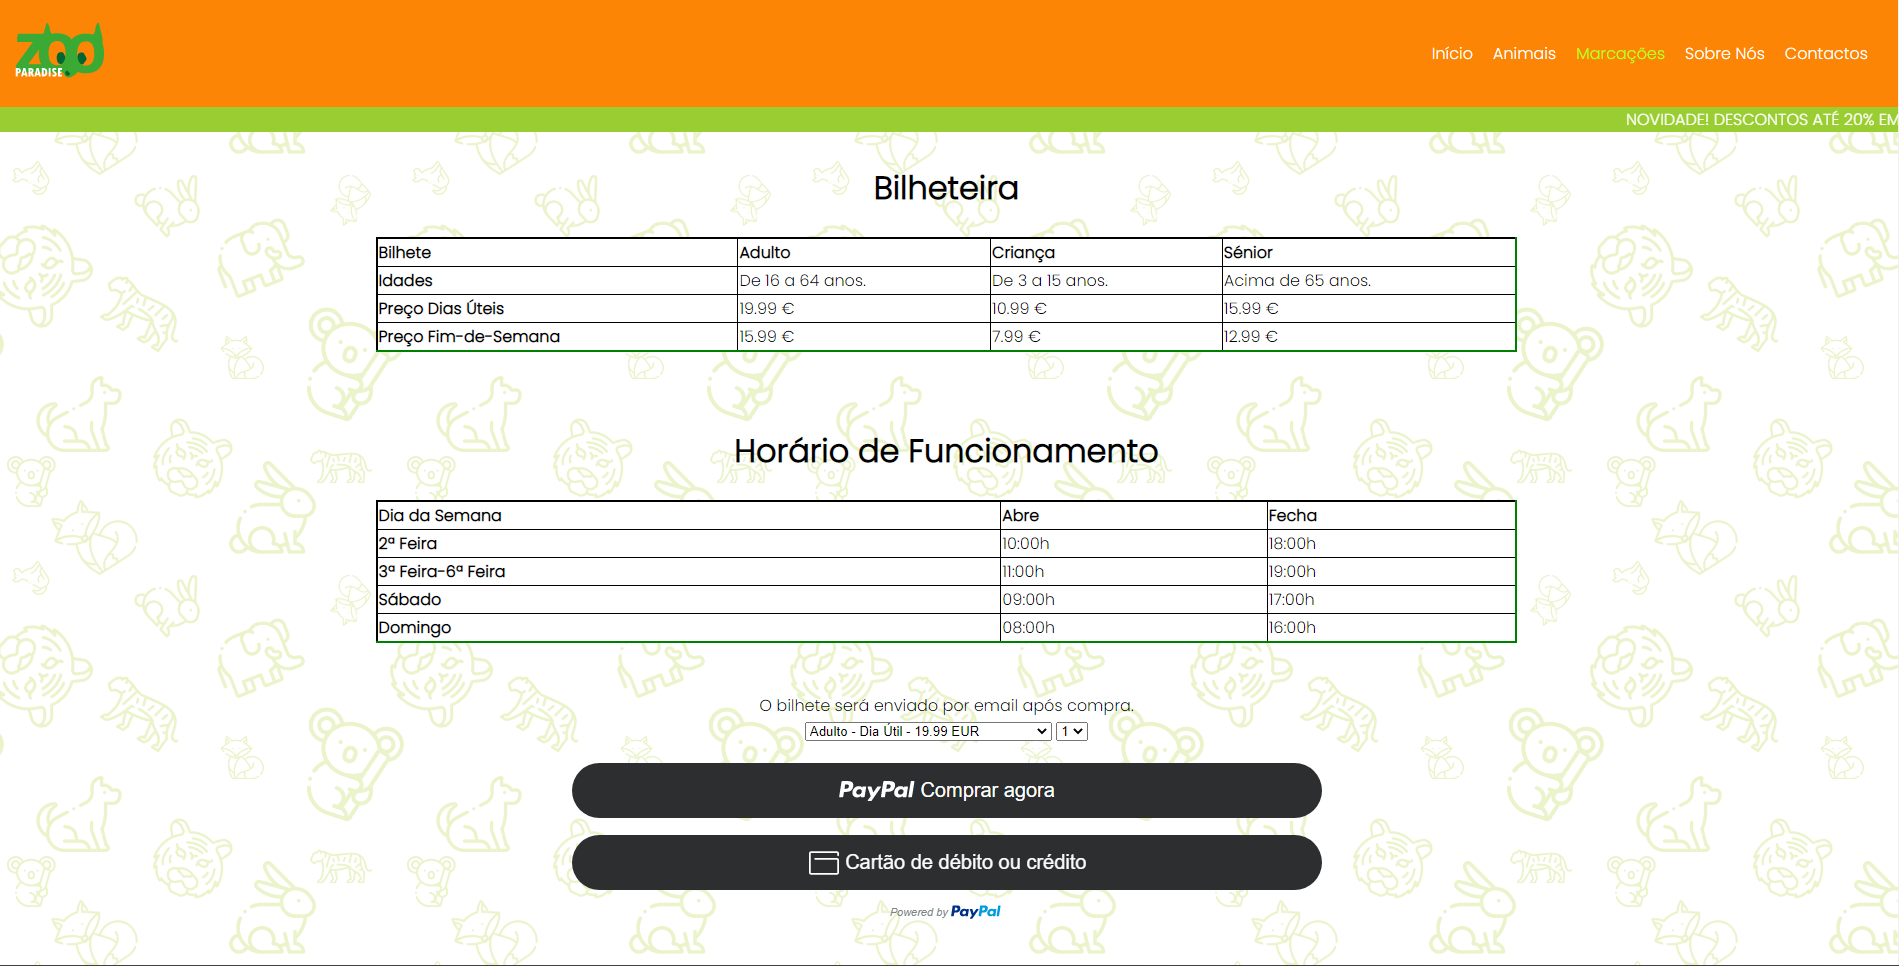 ZOO
PARADISE
Início Animais Marcações Sobre Nós Contactos
NOVIDADE! DESCONTOS ATÉ 20% EM
Bilheteira
Bilhete Adulto Criança Sénior
Idades De 16 a 64 anos. De 3 a 15 anos. Acima de 65 anos.
Preço Dias Úteis 19.99 € 10.99 € 15.99 €
Preço Fim-de-Semana 15.99 € 7.99 € 12.99 €
Horário de Funcionamento
Dia da Semana Abre Fecha
2ª Feira 10:00h 18:00h
3ª Feira-6ª Feira 11:00h 19:00h
Sábado 09:00h 17:00h
Domingo 08:00h 16:00h
O bilhete será enviado por email após compra.
Adulto - Dia Útil - 19.99 EUR 1
PayPal Comprar agora
Cartão de débito ou crédito
Powered by PayPal